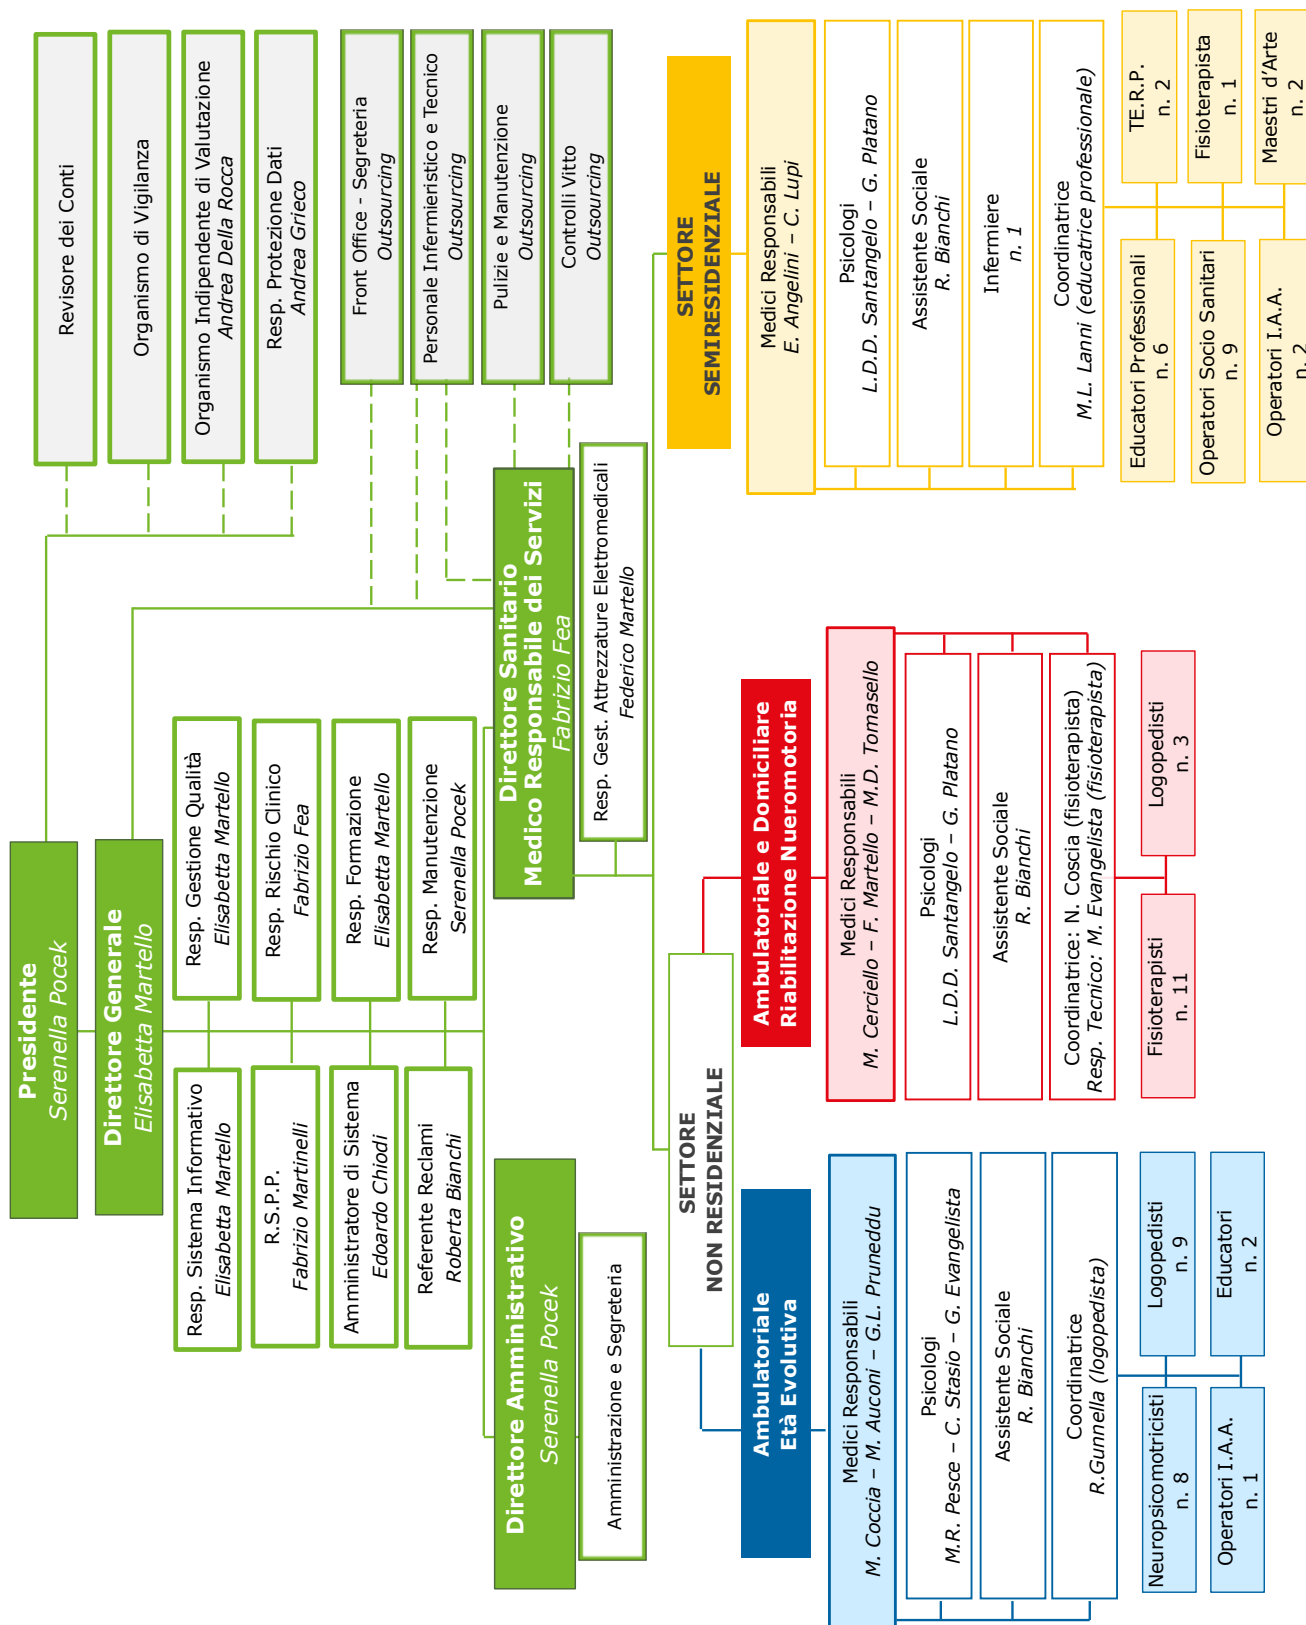 Presidente
Serenella Pocek
Direttore Generale
Elisabetta Martello
Revisore dei Conti
Organismo di Vigilanza
Organismo Indipendente di Valutazione
Andrea Della Rocca
Resp. Protezione Dati
Andrea Grieco
Resp. Sistema Informativo
Elisabetta Martello
Resp. Gestione Qualità
Elisabetta Martello
R.S.P.P.
Fabrizio Martinelli
Resp. Rischio Clinico
Fabrizio Fea
Amministratore di Sistema
Edoardo Chiodi
Resp. Formazione
Elisabetta Martello
Referente Reclami
Roberta Bianchi
Resp. Manutenzione
Serenella Pocek
Front Office - Segreteria
Outsourcing
Personale Infermieristico e Tecnico
Outsourcing
Pulizie e Manutenzione
Outsourcing
Controlli Vitto
Outsourcing
Direttore Amministrativo
Serenella Pocek
Amministrazione e Segreteria
Direttore Sanitario
Medico Responsabile dei Servizi
Fabrizio Fea
Resp. Gest. Attrezzature Elettromedicali
Federico Martello
SETTORE
NON RESIDENZIALE
SETTORE
SEMIRESIDENZIALE
Ambulatoriale
Età Evolutiva
Medici Responsabili
M. Coccia – M. Auconi – G.L. Pruneddu
Psicologi
M.R. Pesce – C. Stasio – G. Evangelista
Assistente Sociale
R. Bianchi
Coordinatrice
R.Gunnella (logopedista)
Neuropsicomotricisti
n. 8
Logopedisti
n. 9
Operatori I.A.A.
n. 1
Educatori
n. 2
Ambulatoriale e Domiciliare
Riabilitazione Nueromotoria
Medici Responsabili
M. Cerciello – F. Martello – M.D. Tomasello
Psicologi
L.D.D. Santangelo – G. Platano
Assistente Sociale
R. Bianchi
Coordinatrice: N. Coscia (fisioterapista)
Resp. Tecnico: M. Evangelista (fisioterapista)
Fisioterapisti
n. 11
Logopedisti
n. 3
Medici Responsabili
E. Angelini – C. Lupi
Psicologi
L.D.D. Santangelo – G. Platano
Assistente Sociale
R. Bianchi
Infermiere
n. 1
Coordinatrice
M.L. Lanni (educatrice professionale)
Educatori Professionali
n. 6
TE.R.P.
n. 2
Operatori Socio Sanitari
n. 9
Fisioterapista
n. 1
Operatori I.A.A.
n. 2
Maestri d'Arte
n. 2